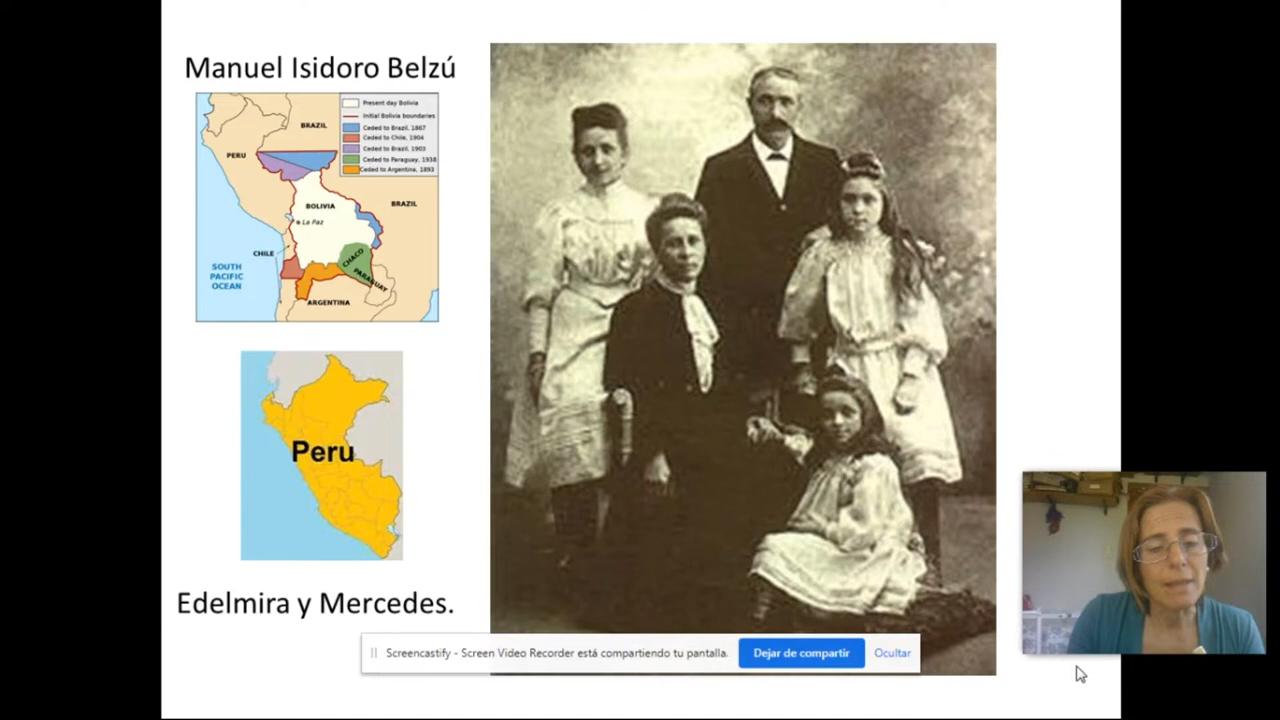 Manuel Isidoro Belzú
Present day Bolivia
Initial Bolivia boundaries
Ceded to Brazil, 1867
Ceded to Chile, 1904
Ceded to Brazil, 1903
Ceded to Paraguay, 1938
Ceded to Argentina, 1893
BRAZIL
PERU
BOLIVIA
BRAZIL
La Paz
CHILE
CHACO
SOUTH
PACIFIC
OCEAN
PARAGUAY
ARGENTINA
Peru
Edelmira y Mercedes.
Screencastify - Screen Video Recorder está compartiendo tu pantalla.
Dejar de compartir
Ocultar